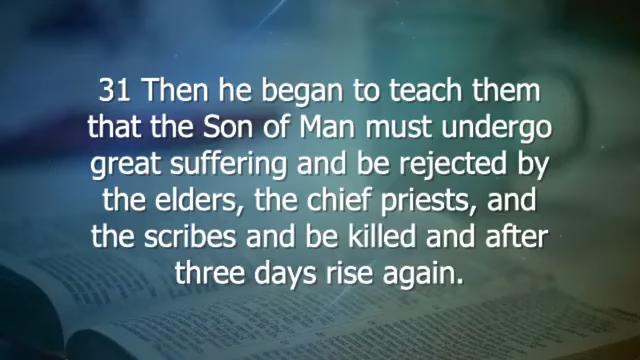 31 Then he began to teach them
that the Son of Man must undergo
great suffering and be rejected by
the elders, the chief priests, and
the scribes and be killed and after
three days rise again.